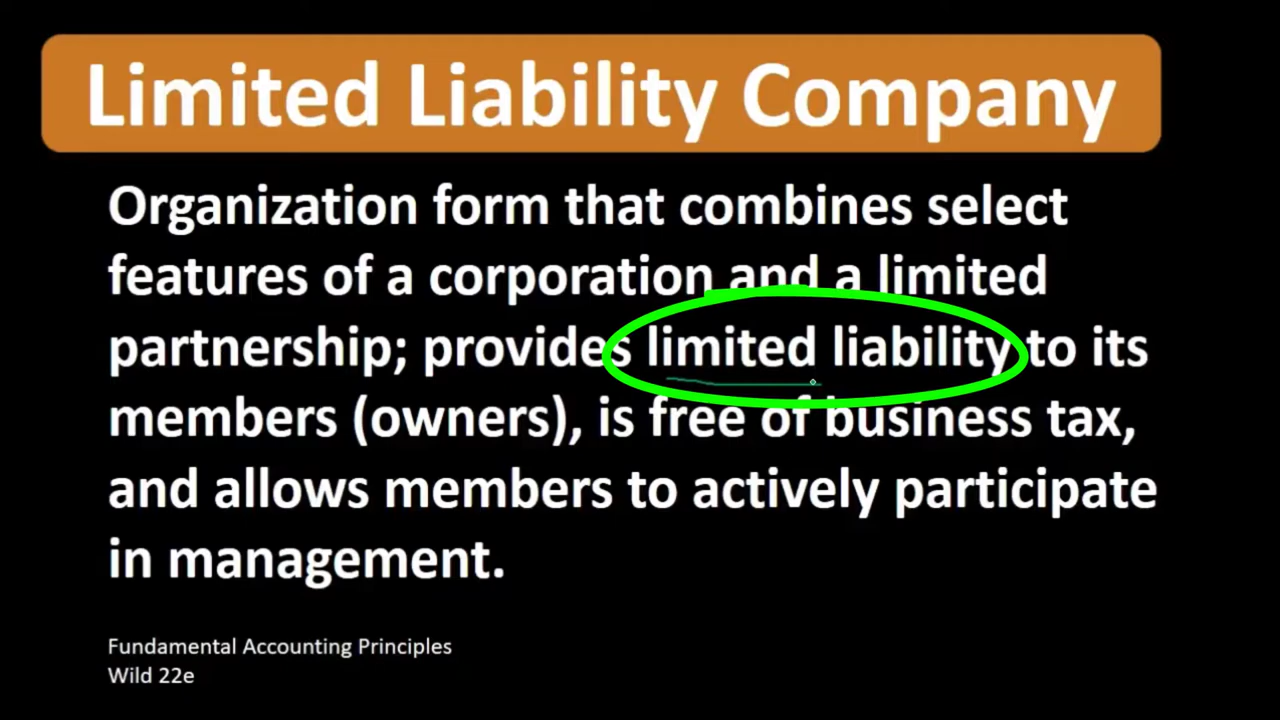 Limited Liability Company
Organization form that combines select
features of a corporation and a limited
partnership; provides limited liability to its
members (owners), is free of business tax,
and allows members to actively participate
in management.
Fundamental Accounting Principles
Wild 22e